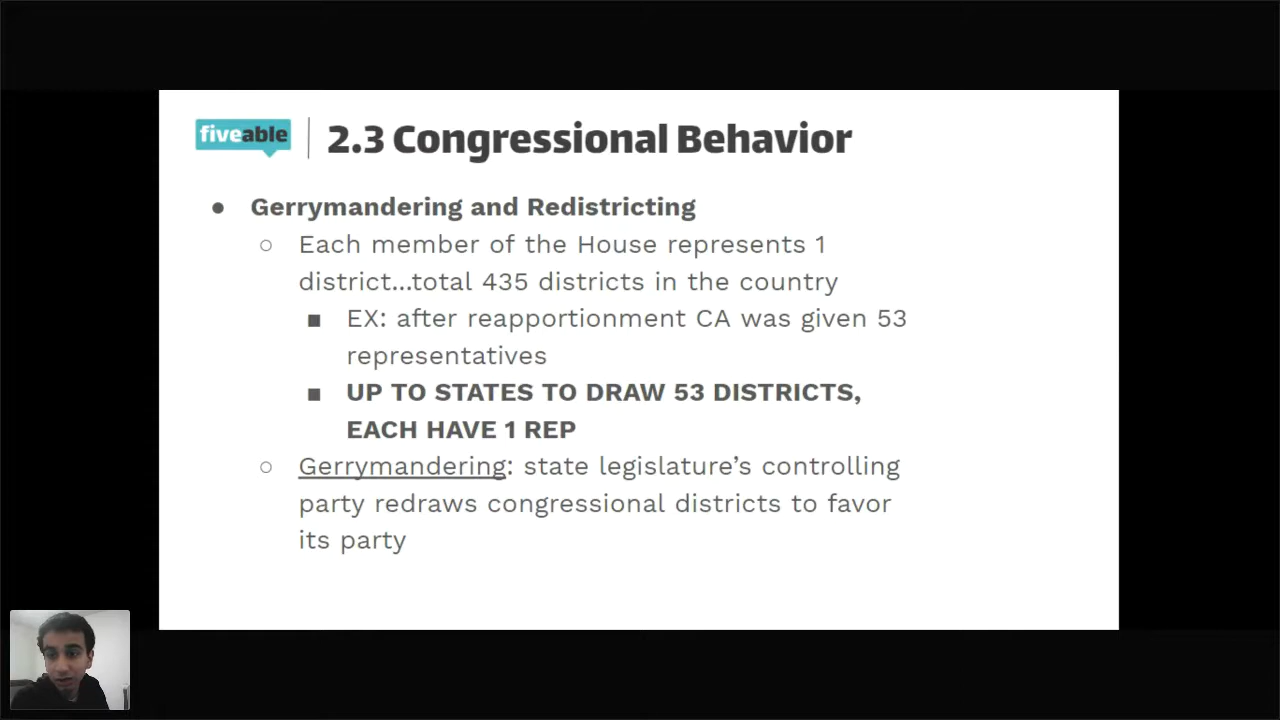 fiveable
2.3 Congressional Behavior
● Gerrymandering and Redistricting
○ Each member of the House represents 1
district...total 435 districts in the country
■ EX: after reapportionment CA was given 53
representatives
■ UP TO STATES TO DRAW 53 DISTRICTS,
EACH HAVE 1 REP
○ Gerrymandering: state legislature’s controlling
party redraws congressional districts to favor
its party